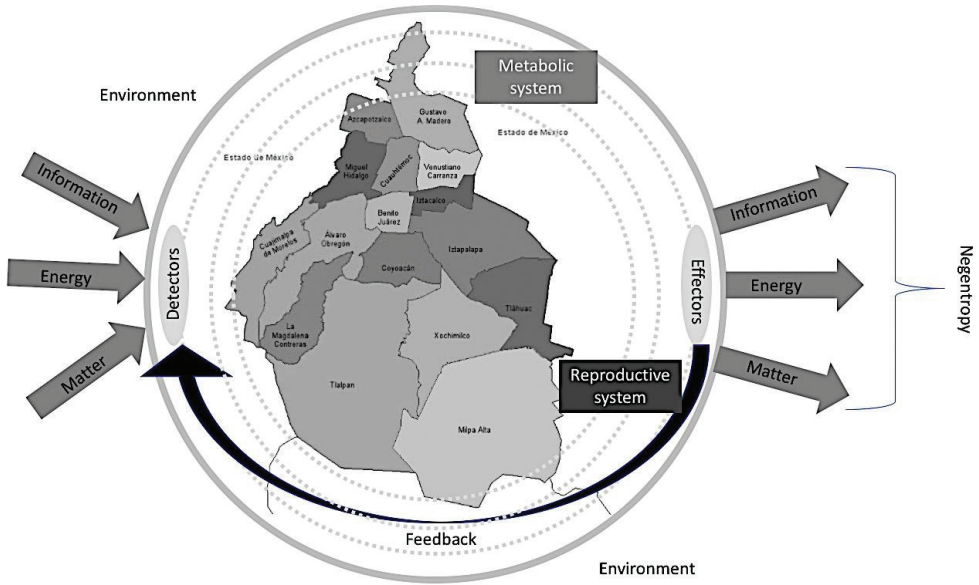 Metabolic
system
Environment
Gustavo
A. Madero
Azcapotzalco
Estado de México
Estado de México
Miguel
Hidalgo
Cuauhtémoc
Venustiano
Carranza
Iztacalco
Information
Energy
Matter
Detectors
Benito
Juárez
Cuajimalpa
de Morelos
Álvaro
Obregón
Iztapalapa
Coyoacán
Tláhuac
La
Magdalena
Contreras
Xochimilco
Tlalpan
Milpa Alta
Reproductive
system
Effectors
Information
Energy
Matter
Negentropy
Feedback
Environment